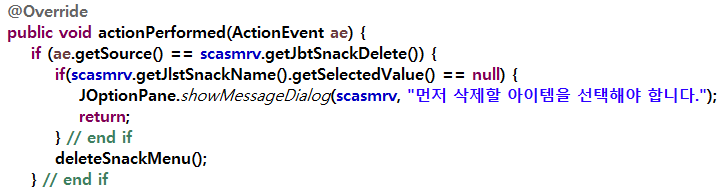 @Override
public void actionPerformed(ActionEvent ae) {
if (ae.getSource() == scasmrv.getJbtSnackDelete()) {
if(scasmrv.getJlstSnackName().getSelectedValue() == null) {
JOptionPane.showMessageDialog(scasmrv, "먼저 삭제할 아이템을 선택해야 합니다.");
return;
} // end if
deleteSnackMenu();
} // end if